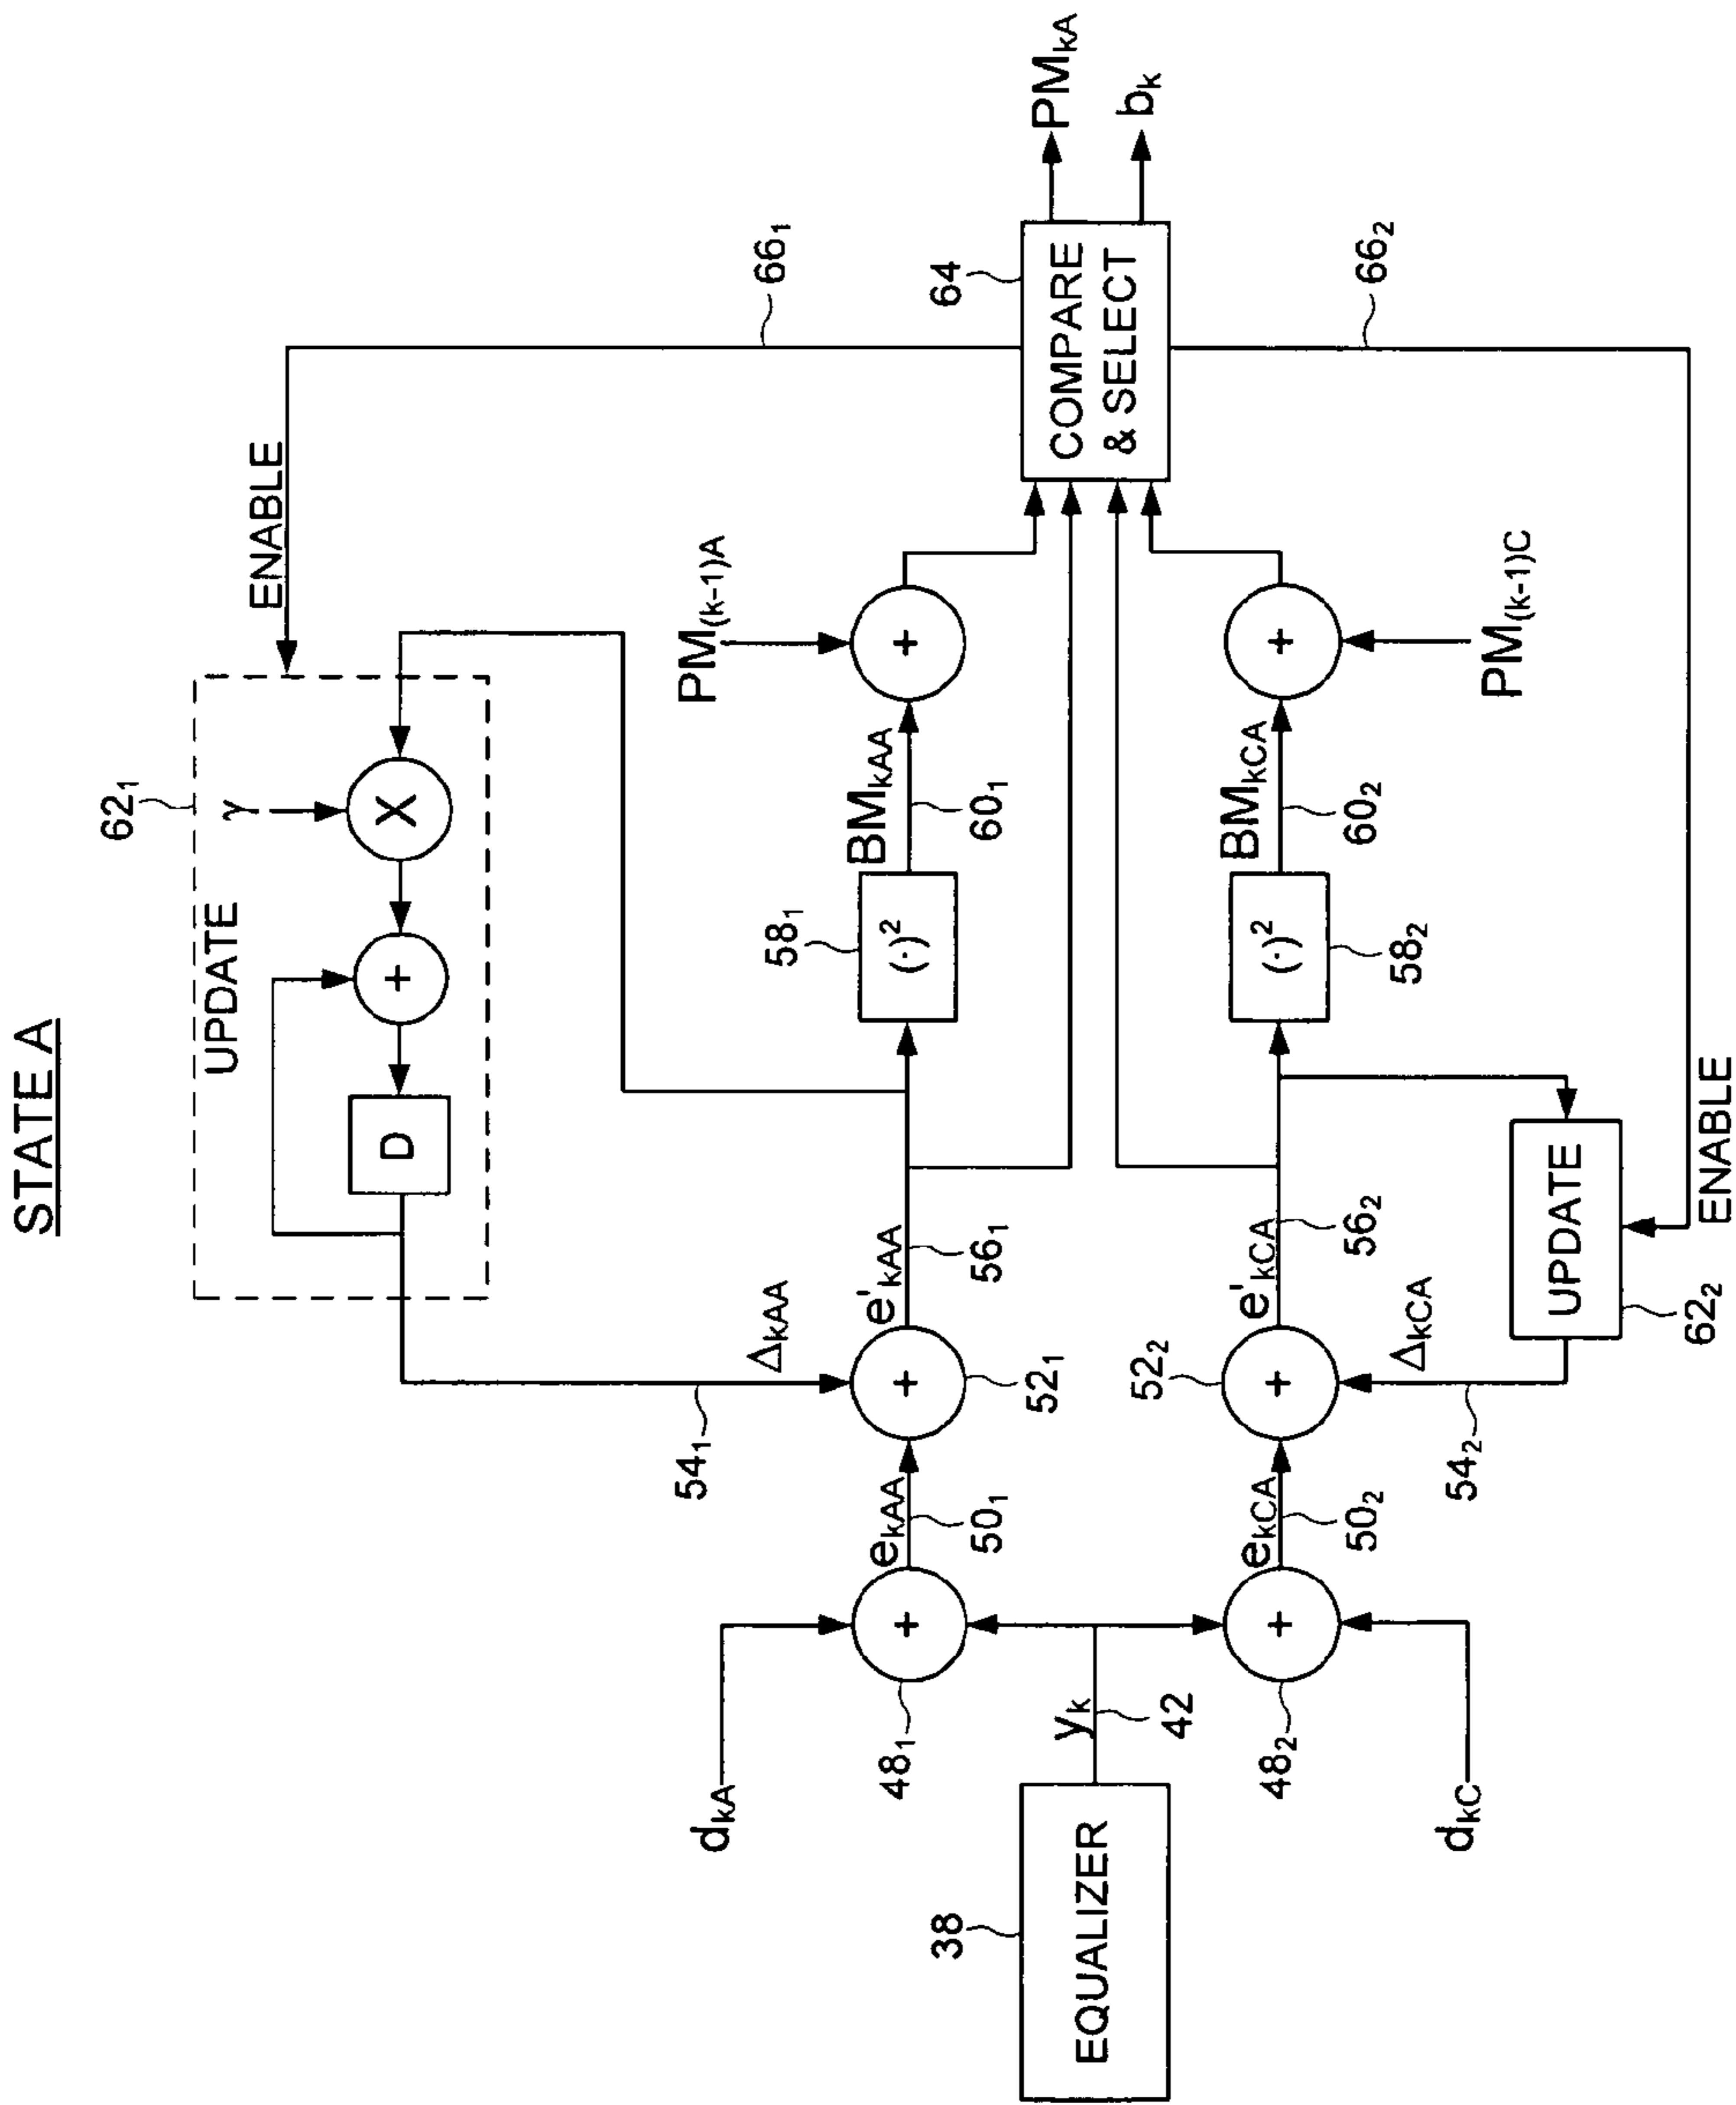 STATE A
62₁
UPDATE
γ
X
+
D
ENABLE
66₁
54₁
Δ_kAA
PM_(k-1)A
d_kA
+
48₁
e_kAA
50₁
+
52₁
e'_kAA
56₁
58₁
(·)²
BM_kAA
60₁
+
38
EQUALIZER
y_k
42
64
COMPARE
& SELECT
PM_kA
b_k
d_kC
+
48₂
e_kCA
50₂
+
52₂
e'_kCA
56₂
(·)²
58₂
BM_kCA
60₂
+
PM_(k-1)C
54₂
Δ_kCA
UPDATE
62₂
ENABLE
66₂